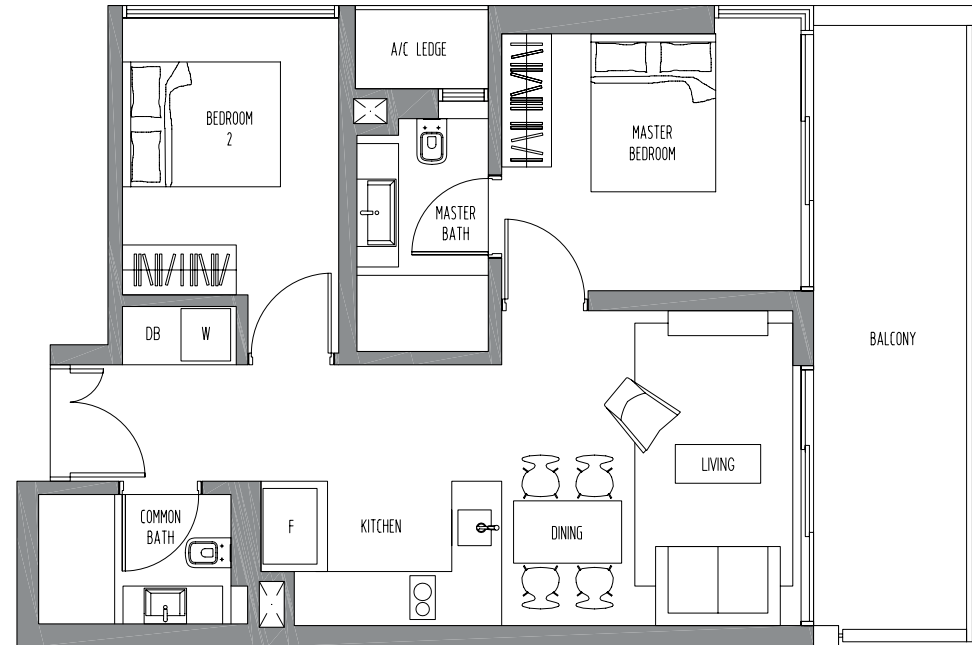 A/C LEDGE
BEDROOM
2
MASTER
BEDROOM
MASTER
BATH
DB
W
BALCONY
LIVING
COMMON
BATH
F
KITCHEN
DINING